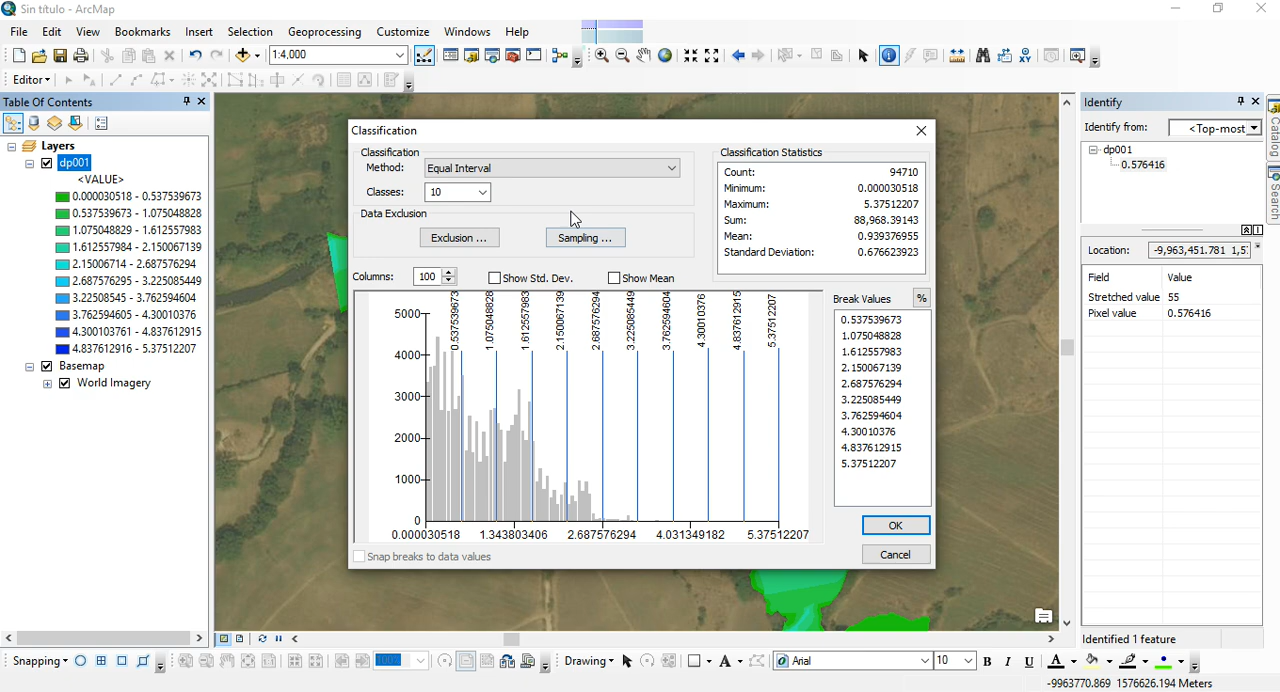 Sin título - ArcMap
File Edit View Bookmarks Insert Selection Geoprocessing Customize Windows Help
1:4,000
Editor
Table Of Contents
Layers
dp001
<VALUE>
0.000030518 - 0.537539673
0.537539673 - 1.075048828
1.075048829 - 1.612557983
1.612557984 - 2.150067139
2.15006714 - 2.687576294
2.687576295 - 3.225085449
3.22508545 - 3.762594604
3.762594605 - 4.30010376
4.300103761 - 4.837612915
4.837612916 - 5.37512207
Basemap
World Imagery
Classification
Classification
Method: Equal Interval
Classes: 10
Data Exclusion
Exclusion ... Sampling ...
Columns: 100 Show Std. Dev. Show Mean
Classification Statistics
Count: 94710
Minimum: 0.000030518
Maximum: 5.37512207
Sum: 88,968.39143
Mean: 0.939376955
Standard Deviation: 0.676623923
0.537539673
1.075048828
1.612557983
2.150067139
2.687576294
3.225085449
3.762594604
4.30010376
4.837612915
5.37512207
5000
4000
3000
2000
1000
0
0.000030518 1.343803406 2.687576294 4.031349182 5.37512207
Break Values %
0.537539673
1.075048828
1.612557983
2.150067139
2.687576294
3.225085449
3.762594604
4.30010376
4.837612915
5.37512207
Snap breaks to data values
OK
Cancel
Identify
Identify from: <Top-most
dp001
0.576416
Location: -9,963,451.781 1,5
Field Value
Stretched value 55
Pixel value 0.576416
Identified 1 feature
Catalog
Search
Snapping
100%
Drawing
Arial 10 B I U A
-9963770.869 1576626.194 Meters